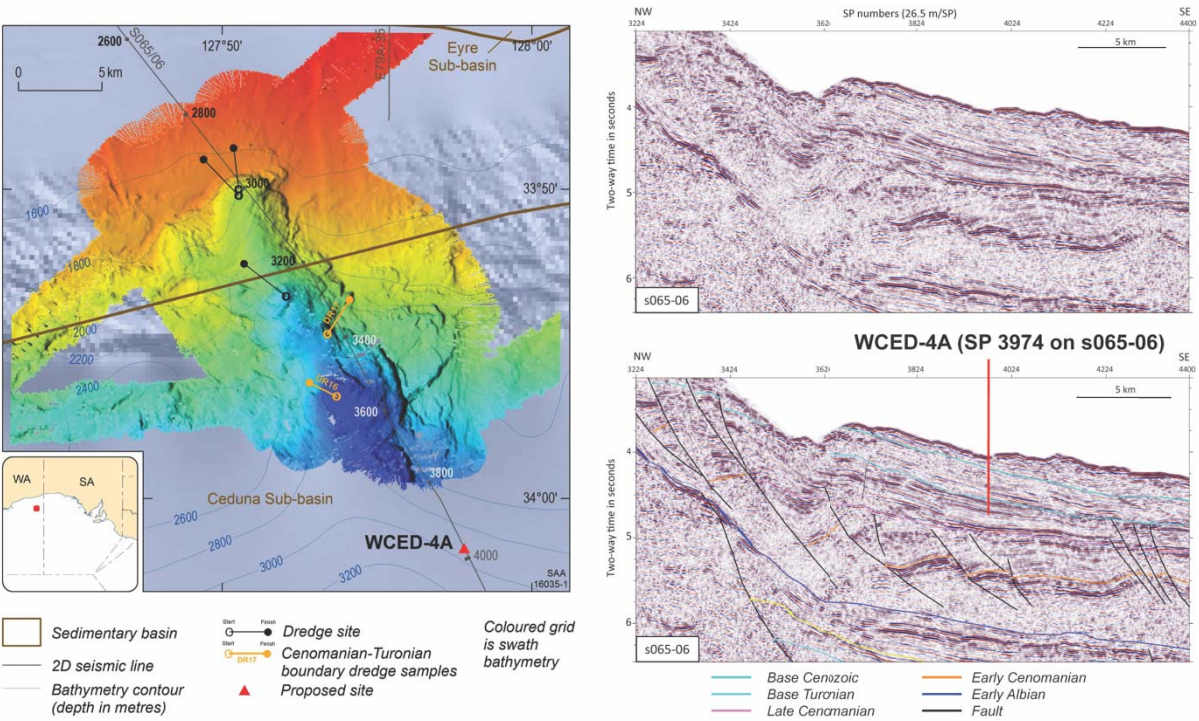 127°50'
128°00'
2600
S065/06
Eyre
Sub-basin
0
5 km
2800
3000
33°50'
1600
3200
1800
DR17
2000
3400
2200
2400
DR16
3600
3800
WA
SA
Ceduna Sub-basin
34°00'
2600
2800
WCED-4A
4000
3000
3200
SAA
16035-1
Sedimentary basin
2D seismic line
Bathymetry contour
(depth in metres)
Start
Finish
Dredge site
Start
Finish
DR17
Cenomanian-Turonian
boundary dredge samples
Proposed site
Coloured grid
is swath
bathymetry
NW
SP numbers (26.5 m/SP)
SE
3224
3424
3624
3824
4024
4224
4400
5 km
4
5
6
Two-way time in seconds
s065-06
WCED-4A (SP 3974 on s065-06)
NW
SE
3224
3424
3624
3824
4024
4224
4400
5 km
4
5
6
Two-way time in seconds
s065-06
Base Cenozoic
Base Turonian
Late Cenomanian
Early Cenomanian
Early Albian
Fault